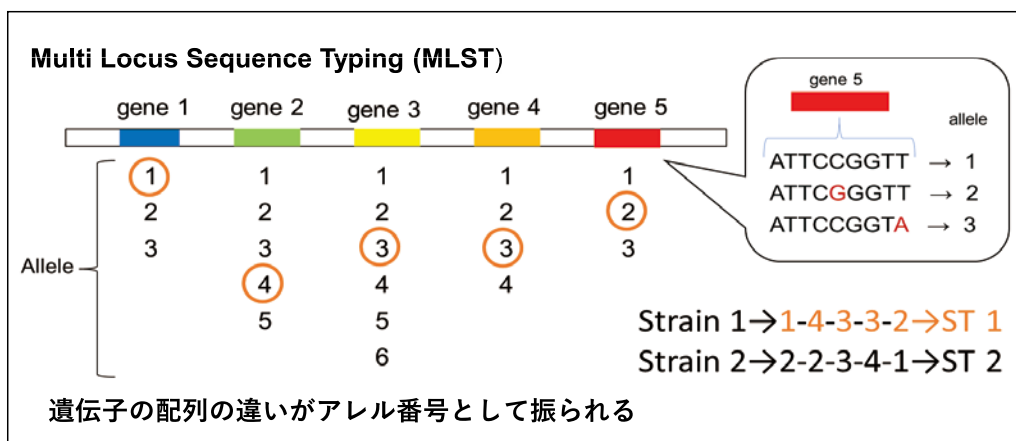 Multi Locus Sequence Typing (MLST)
gene 1 gene 2 gene 3 gene 4 gene 5
Allele
1 1 1 1 1
2 2 2 2 2
3 3 3 3 3
4 4 4
5 5
6
gene 5
allele
ATTCCGGTT → 1
ATTCGGGTT → 2
ATTCCGGTA → 3
Strain 1→1-4-3-3-2→ST 1
Strain 2→2-2-3-4-1→ST 2
遺伝子の配列の違いがアレル番号として振られる